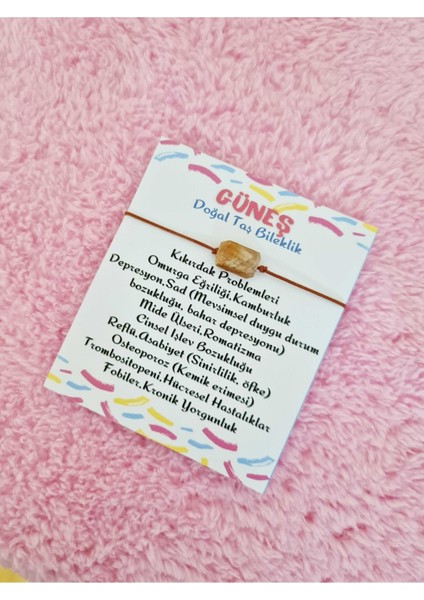 GÜNEŞ
Doğal Taş Bileklik
Kıkırdak Problemleri
Omurga Eğriliği,Kamburluk
Depresyon,Sad (Mevsimsel duygu durum
bozukluğu, bahar depresyonu)
Mide Ülseri,Romatizma
Cinsel İşlev Bozukluğu
Reflü,Asabiyet (Sinirlilik, öfke)
Osteoporoz (Kemik erimesi)
Trombositopeni,Hücresel Hastalıklar
Fobiler,Kronik Yorgunluk